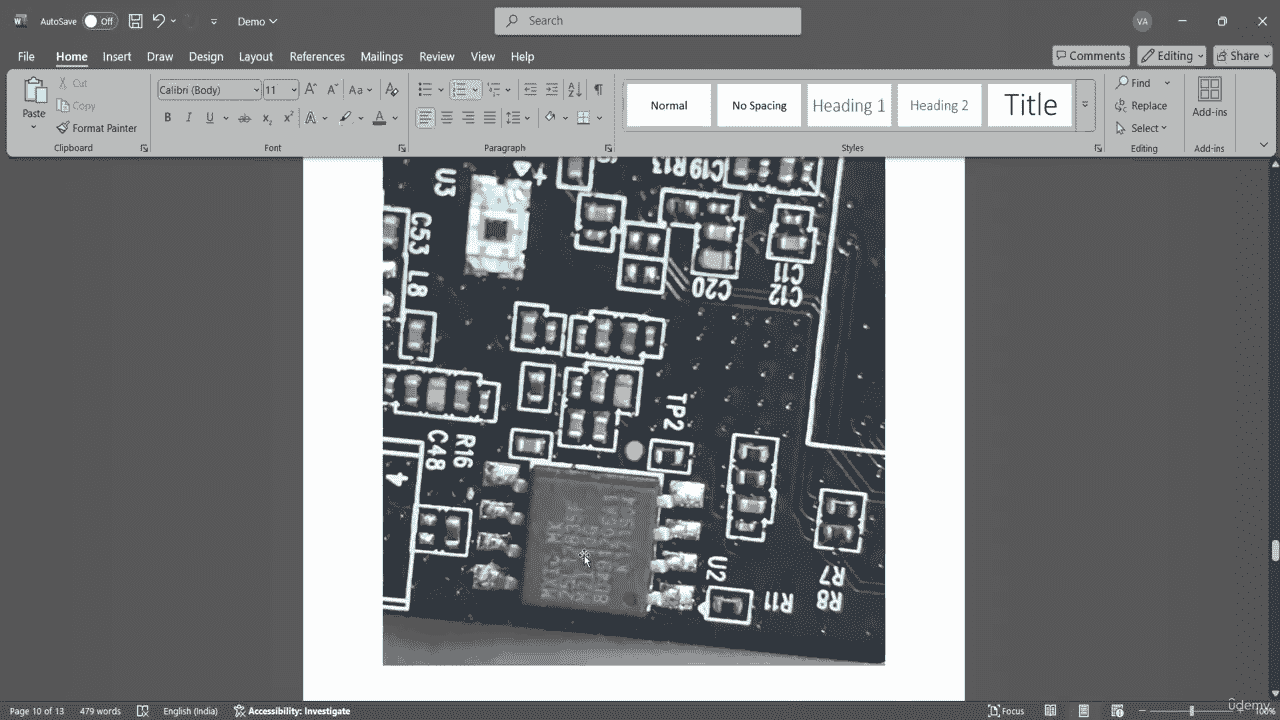 AutoSave Off Demo Search VA
File Home Insert Draw Design Layout References Mailings Review View Help Comments Editing Share
Paste Cut Copy Format Painter
Calibri (Body) 11
Normal No Spacing Heading 1 Heading 2 Title
Find Replace Select Add-ins
Clipboard Font Paragraph Styles Editing Add-ins
U3
C19 R13
C53
L8
C20
C11
C12
TP2
R16
C48
U2
R7
R8
R11
Page 10 of 13 479 words English (India) Accessibility: Investigate Focus 100%
ûdemy